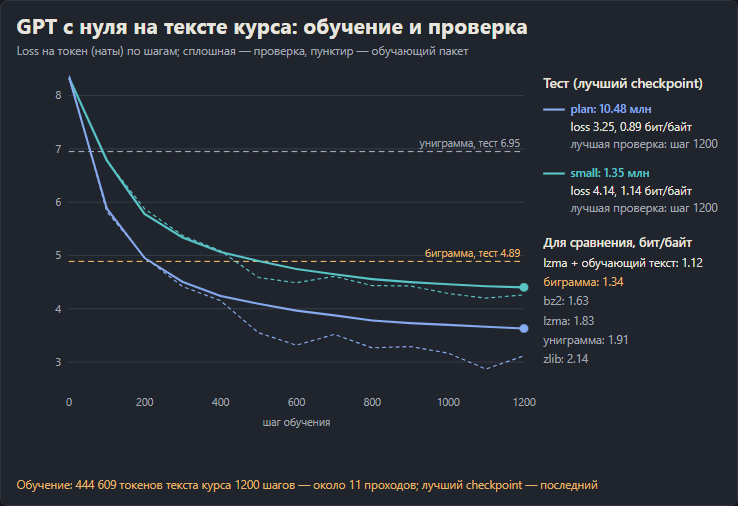 GPT с нуля на тексте курса: обучение и проверка
Loss на токен (наты) по шагам; сплошная — проверка, пунктир — обучающий пакет
8
7
6
5
4
3
униграмма, тест 6.95
биграмма, тест 4.89
0
200
400
600
800
1000
1200
шаг обучения
Тест (лучший checkpoint)
plan: 10.48 млн
loss 3.25, 0.89 бит/байт
лучшая проверка: шаг 1200
small: 1.35 млн
loss 4.14, 1.14 бит/байт
лучшая проверка: шаг 1200
Для сравнения, бит/байт
lzma + обучающий текст: 1.12
биграмма: 1.34
bz2: 1.63
lzma: 1.83
униграмма: 1.91
zlib: 2.14
Обучение: 444 609 токенов текста курса 1200 шагов — около 11 проходов; лучший checkpoint — последний